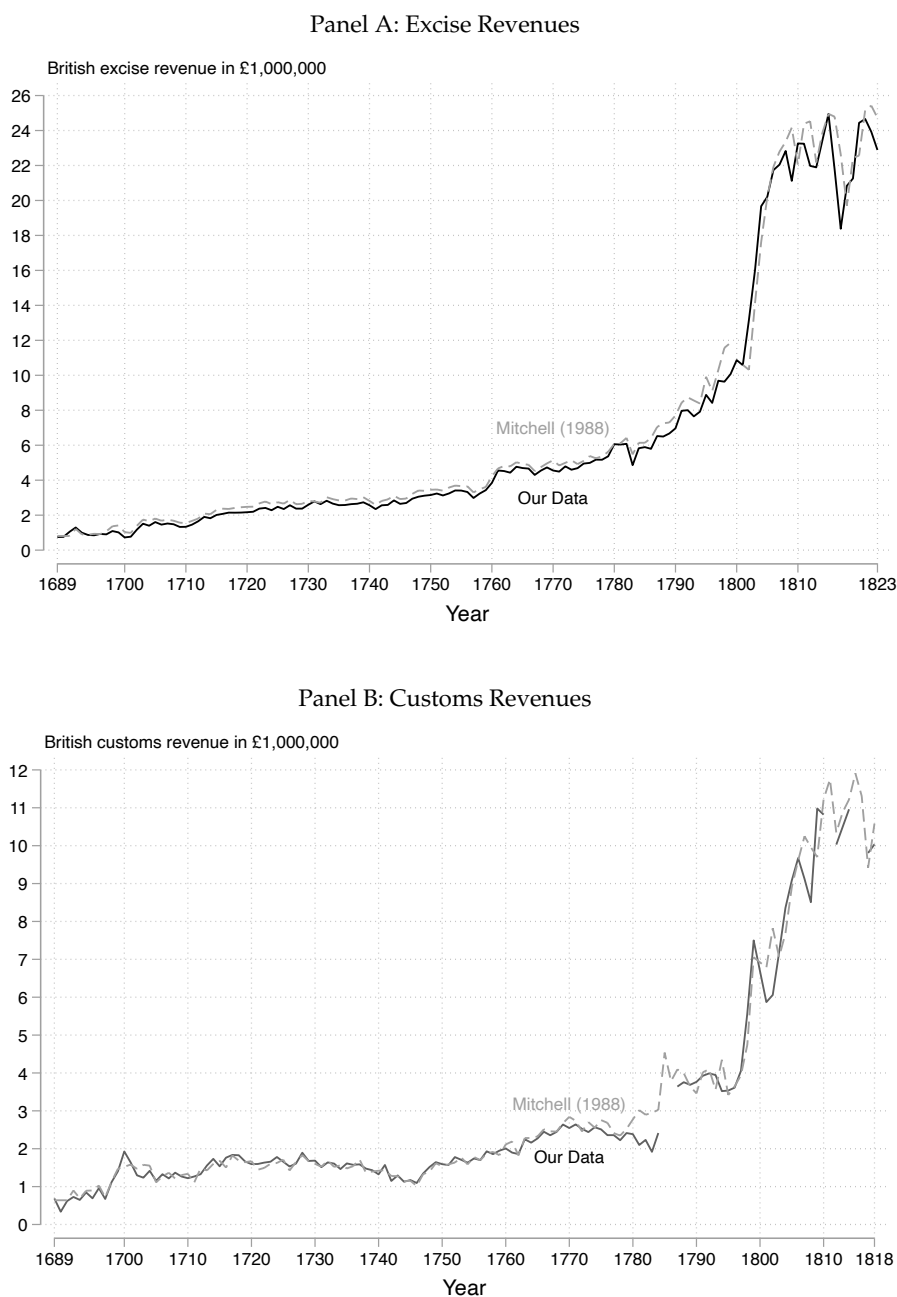 Panel A: Excise Revenues
British excise revenue in £1,000,000
26
24
22
20
18
16
14
12
10
8
Mitchell (1988)
6
4
Our Data
2
0
1689 1700 1710 1720 1730 1740 1750 1760 1770 1780 1790 1800 1810 1823
Year
Panel B: Customs Revenues
British customs revenue in £1,000,000
12
11
10
9
8
7
6
5
4
3
Mitchell (1988)
2
Our Data
1
0
1689 1700 1710 1720 1730 1740 1750 1760 1770 1780 1790 1800 1810 1818
Year